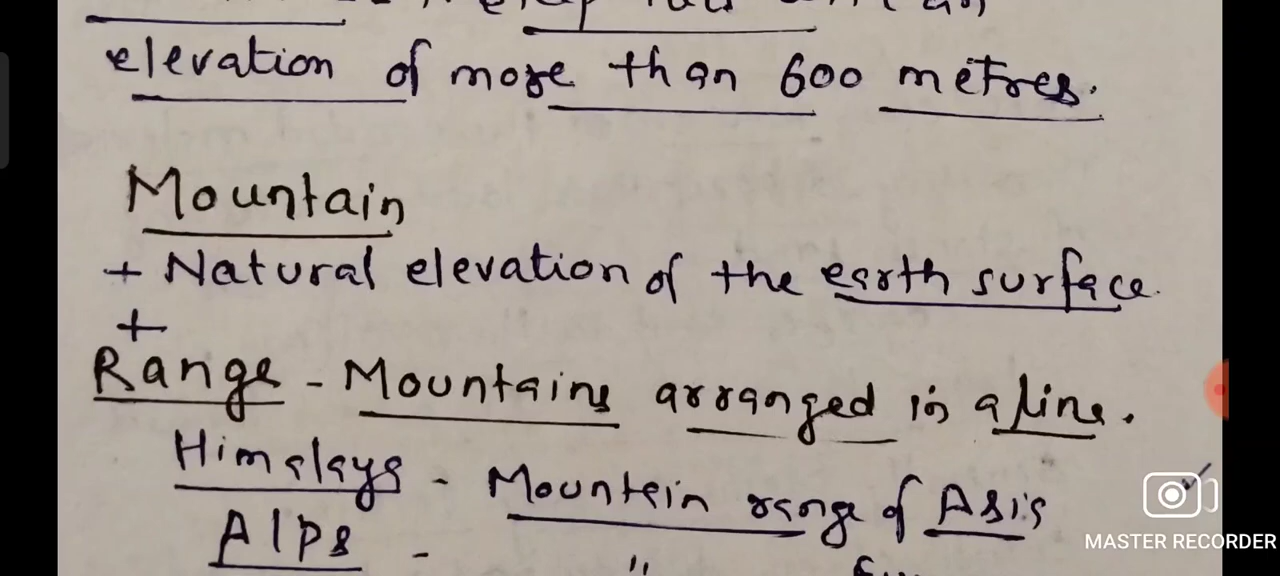 elevation of more than 600 metres.
Mountain
+ Natural elevation of the earth surface.
+
Range - Mountains arranged in a line.
Himalays - Mountain range of Asia
Alps - "
MASTER RECORDER